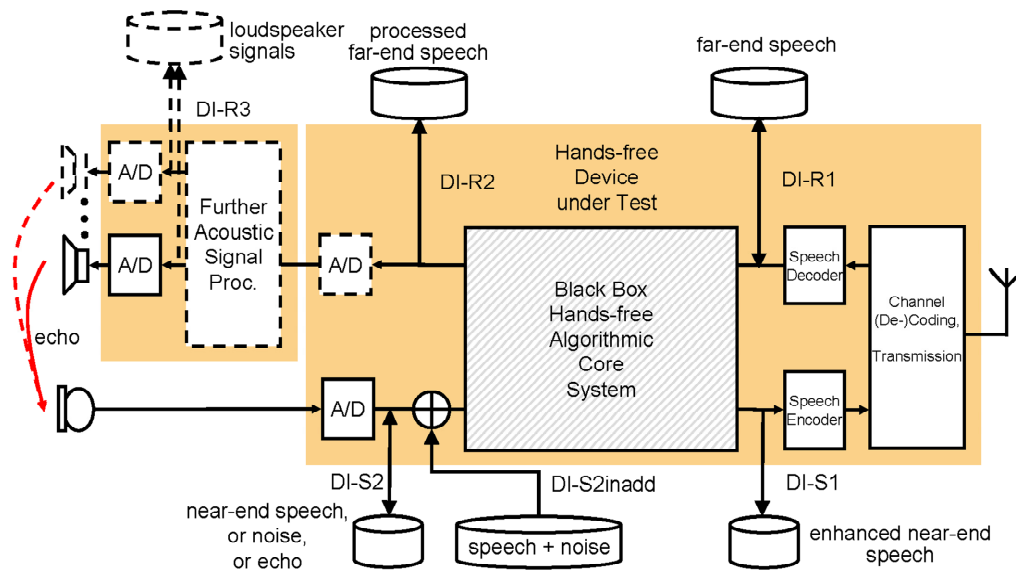 loudspeaker
signals
processed
far-end speech
far-end speech
DI-R3
A/D
A/D
Further
Acoustic
Signal
Proc.
DI-R2
Hands-free
Device
under Test
DI-R1
A/D
Speech
Decoder
Black Box
Hands-free
Algorithmic
Core
System
Channel
(De-)Coding,
Transmission
echo
A/D
Speech
Encoder
DI-S2
DI-S2inadd
DI-S1
near-end speech,
or noise,
or echo
speech + noise
enhanced near-end
speech